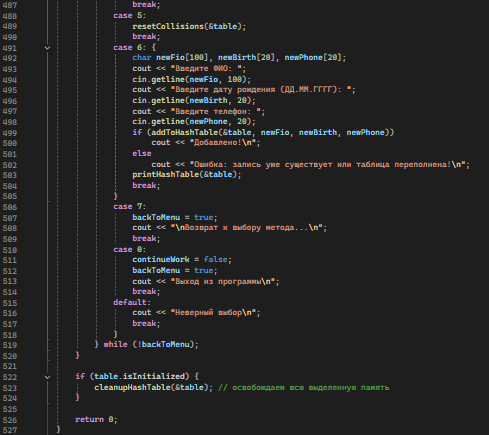 487 break;
488 case 5:
489 resetCollisions(&table);
490 break;
491 case 6: {
492 char newFio[100], newBirth[20], newPhone[20];
493 cout << "Введите ФИО: ";
494 cin.getline(newFio, 100);
495 cout << "Введите дату рождения (ДД.ММ.ГГГГ): ";
496 cin.getline(newBirth, 20);
497 cout << "Введите телефон: ";
498 cin.getline(newPhone, 20);
499 if (addToHashTable(&table, newFio, newBirth, newPhone))
500 cout << "Добавлено!\n";
501 else
502 cout << "Ошибка: запись уже существует или таблица переполнена!\n";
503 printHashTable(&table);
504 break;
505 }
506 case 7:
507 backToMenu = true;
508 cout << "\nВозврат к выбору метода...\n";
509 break;
510 case 0:
511 continueWork = false;
512 backToMenu = true;
513 cout << "Выход из программы\n";
514 break;
515 default:
516 cout << "Неверный выбор\n";
517 break;
518 }
519 } while (!backToMenu);
520 }
521
522 if (table.isInitialized) {
523 cleanupHashTable(&table); // освобождаем всю выделенную память
524 }
525
526 return 0;
527 }